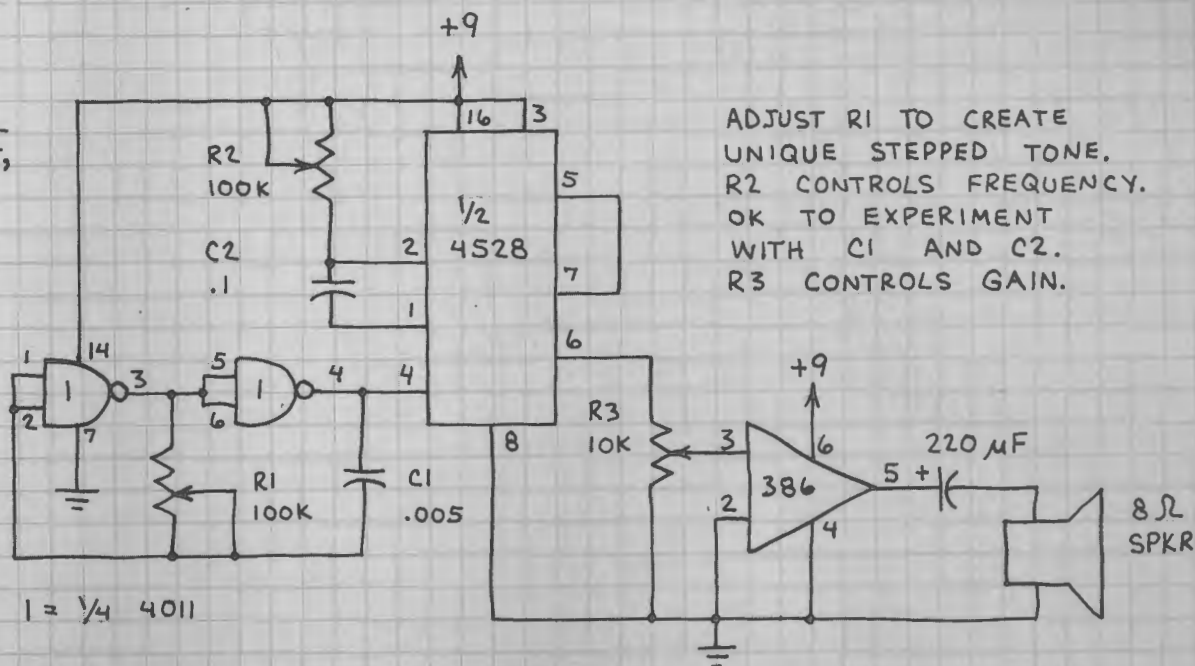 +9
16
3
ADJUST R1 TO CREATE
UNIQUE STEPPED TONE.
R2 CONTROLS FREQUENCY.
OK TO EXPERIMENT
WITH C1 AND C2.
R3 CONTROLS GAIN.
R2
100K
1/2
4528
5
7
6
C2
.1
2
1
4
8
1
2
14
1
3
7
5
6
1
4
R1
100K
C1
.005
R3
10K
+9
3
2
386
6
5
4
+
220 µF
8 Ω
SPKR
1 = 1/4 4011